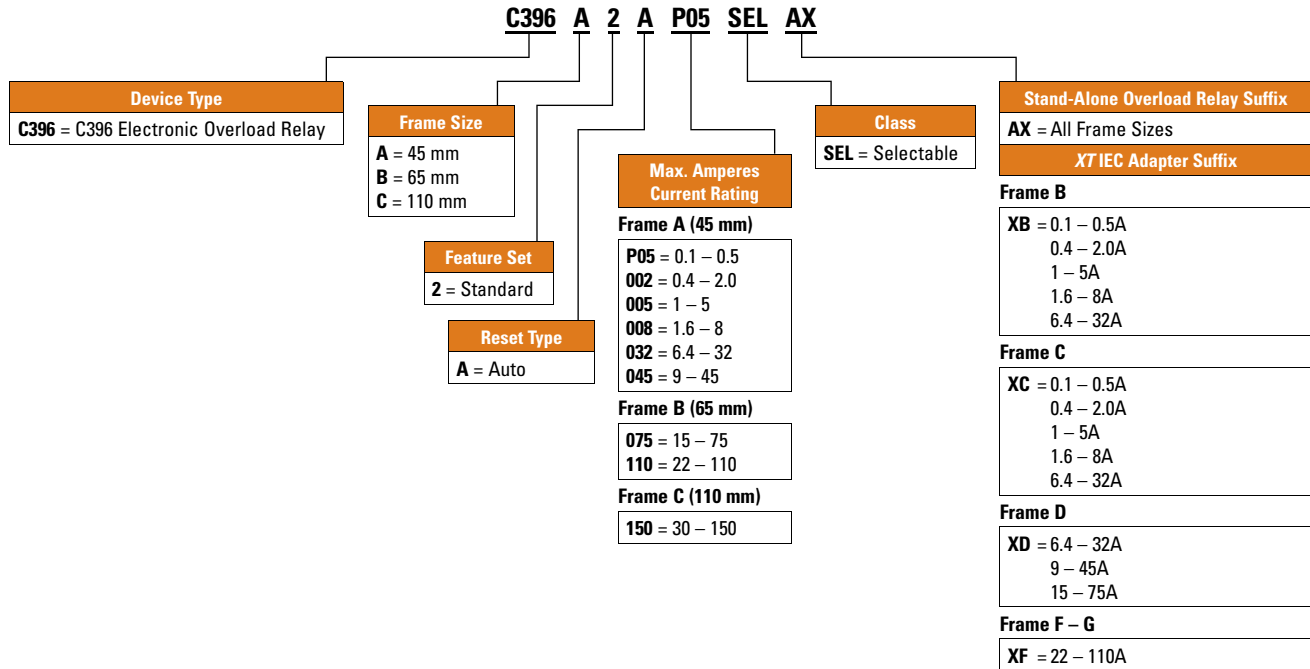 C396 A 2 A P05 SEL AX
Device Type
C396 = C396 Electronic Overload Relay
Frame Size
A = 45 mm
B = 65 mm
C = 110 mm
Feature Set
2 = Standard
Reset Type
A = Auto
Max. Amperes
Current Rating
Frame A (45 mm)
P05 = 0.1 – 0.5
002 = 0.4 – 2.0
005 = 1 – 5
008 = 1.6 – 8
032 = 6.4 – 32
045 = 9 – 45
Frame B (65 mm)
075 = 15 – 75
110 = 22 – 110
Frame C (110 mm)
150 = 30 – 150
Class
SEL = Selectable
Stand-Alone Overload Relay Suffix
AX = All Frame Sizes
XT IEC Adapter Suffix
Frame B
XB = 0.1 – 0.5A
0.4 – 2.0A
1 – 5A
1.6 – 8A
6.4 – 32A
Frame C
XC = 0.1 – 0.5A
0.4 – 2.0A
1 – 5A
1.6 – 8A
6.4 – 32A
Frame D
XD = 6.4 – 32A
9 – 45A
15 – 75A
Frame F – G
XF = 22 – 110A